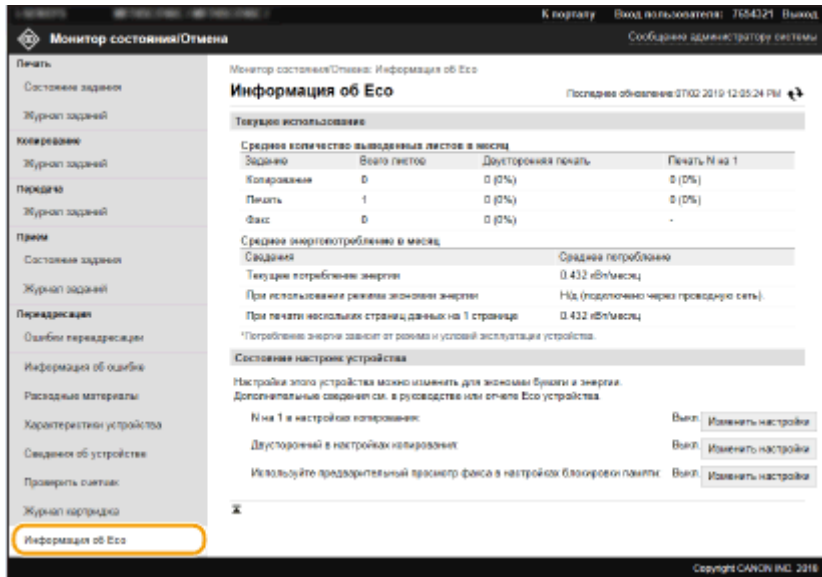 К порталу Вход пользователя: 7654321 Выход
Монитор состояния/Отмена Сообщение администратору системы
Печать
Состояние задания
Журнал заданий
Копирование
Журнал заданий
Передача
Журнал заданий
Прием
Состояние задания
Журнал заданий
Переадресация
Ошибки переадресации
Информация об ошибке
Расходные материалы
Характеристики устройства
Сведения об устройстве
Проверить счетчик
Журнал картриджа
Информация об Eco
Монитор состояния/Отмена: Информация об Eco
Информация об Eco Последнее обновление: 07/02 2019 12:05:24 PM
Текущее использование
Среднее количество выводенных листов в месяц
Задание Всего листов Двусторонняя печать Печать N на 1
Копирование 0 0 (0%) 0 (0%)
Печать 1 0 (0%) 0 (0%)
Факс 0 0 (0%) -
Среднее энергопотребление в месяц
Сведения Среднее потребление
Текущее потребление энергии 0.432 кВт/месяц
При использовании режима экономии энергии Н/д (подключено через проводную сеть).
При печати нескольких страниц данных на 1 странице 0.432 кВт/месяц
*Потребление энергии зависит от режима и условий эксплуатации устройства.
Состояние настроек устройства
Настройки этого устройства можно изменить для экономии бумаги и энергии.
Дополнительные сведения см. в руководстве или отчете Eco устройства.
N на 1 в настройках копирования: Выкл. Изменить настройки
Двусторонний в настройках копирования: Выкл. Изменить настройки
Используйте предварительный просмотр факса в настройках блокировки памяти: Выкл. Изменить настройки
Copyright CANON INC. 2018